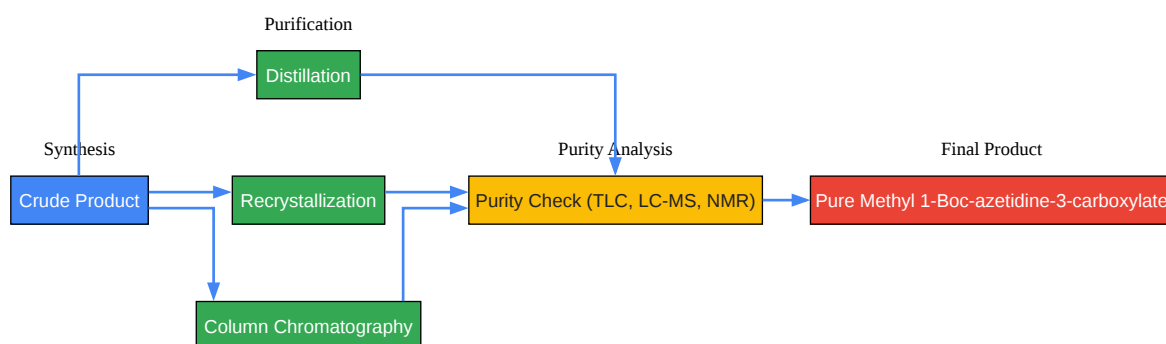 Purification
Distillation
Synthesis
Purity Analysis
Final Product
Crude Product
Recrystallization
Purity Check (TLC, LC-MS, NMR)
Pure Methyl 1-Boc-azetidine-3-carboxylate
Column Chromatography